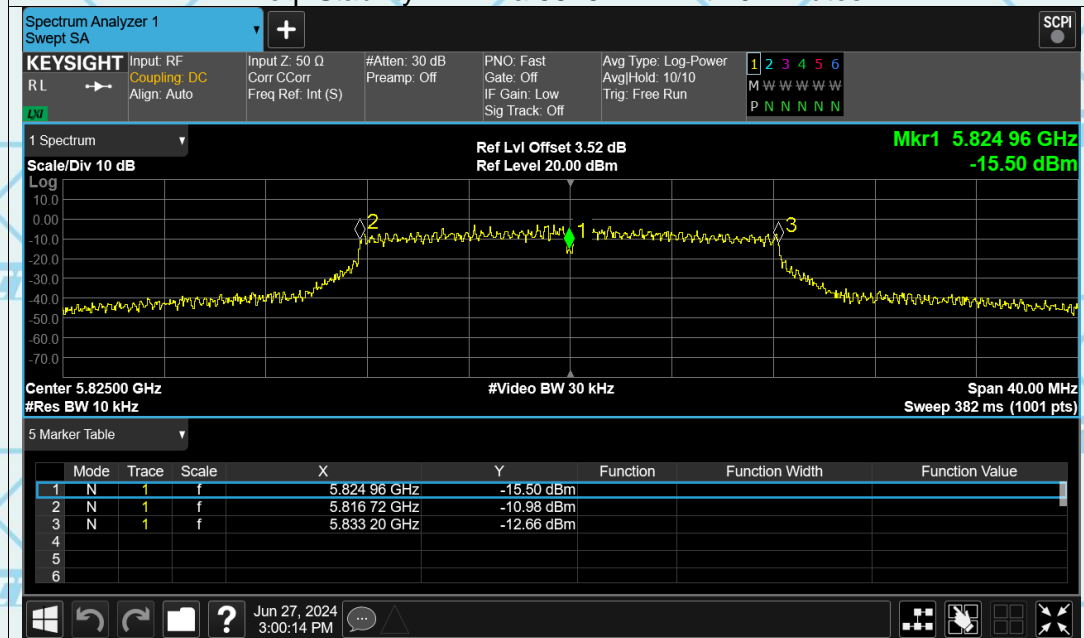 Spectrum Analyzer 1
Swept SA
+
SCPI
KEYSIGHT
R L
LXI
Input: RF
Coupling: DC
Align: Auto
Input Z: 50 Ω
Corr CCorr
Freq Ref: Int (S)
#Atten: 30 dB
Preamp: Off
PNO: Fast
Gate: Off
IF Gain: Low
Sig Track: Off
Avg Type: Log-Power
Avg|Hold: 10/10
Trig: Free Run
1 2 3 4 5 6
M W W W W W
P N N N N N
1 Spectrum
Scale/Div 10 dB
Ref Lvl Offset 3.52 dB
Ref Level 20.00 dBm
Mkr1 5.824 96 GHz
-15.50 dBm
Log
10.0
0.00
-10.0
-20.0
-30.0
-40.0
-50.0
-60.0
-70.0
2
1
3
Center 5.82500 GHz
#Video BW 30 kHz
Span 40.00 MHz
#Res BW 10 kHz
Sweep 382 ms (1001 pts)
5 Marker Table
Mode Trace Scale X Y Function Function Width Function Value
1 N 1 f 5.824 96 GHz -15.50 dBm
2 N 1 f 5.816 72 GHz -10.98 dBm
3 N 1 f 5.833 20 GHz -12.66 dBm
4
5
6
?
Jun 27, 2024
3:00:14 PM